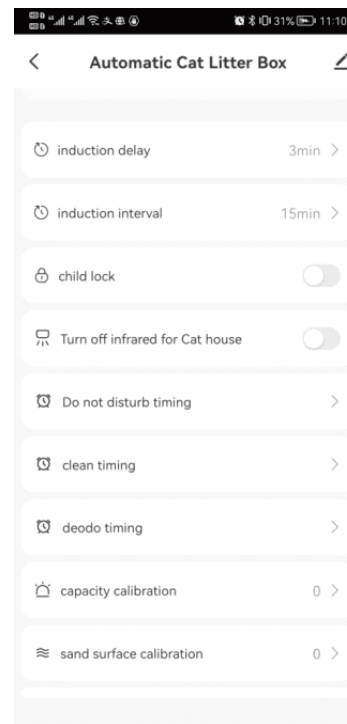 31% 11:10
Automatic Cat Litter Box
induction delay 3min
induction interval 15min
child lock
Turn off infrared for Cat house
Do not disturb timing
clean timing
deodo timing
capacity calibration 0
sand surface calibration 0